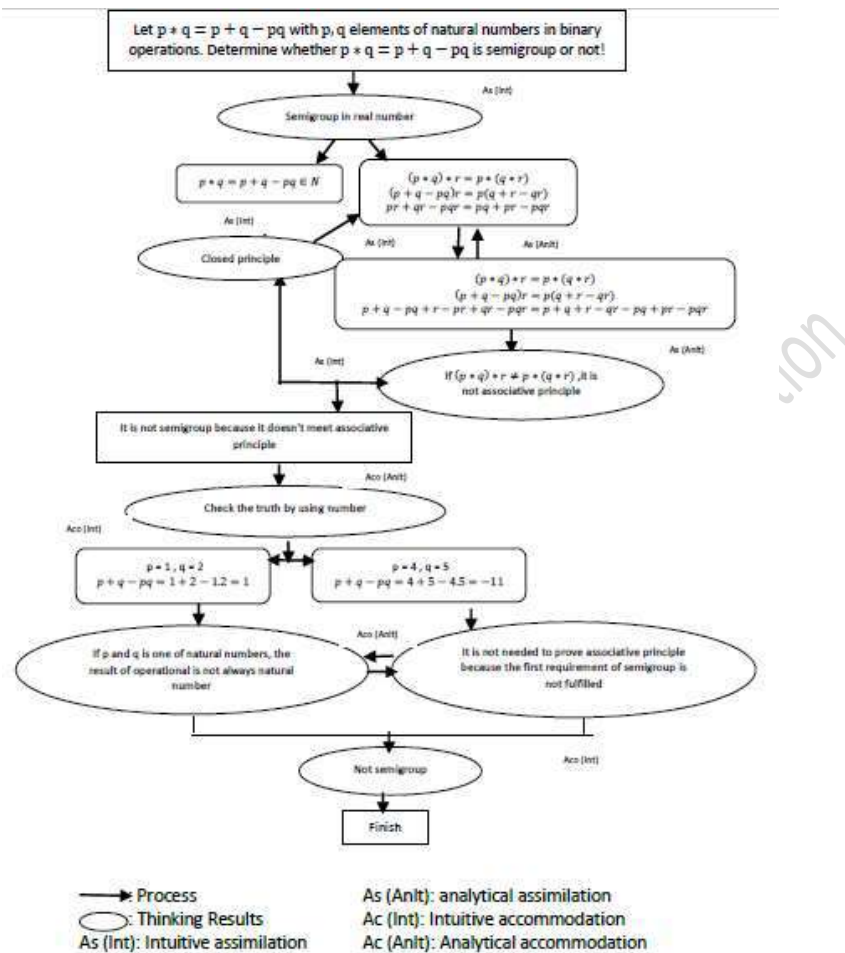 Let p * q = p + q − pq with p, q elements of natural numbers in binary
operations. Determine whether p * q = p + q − pq is semigroup or not!
As (Int)
Semigroup in real number
p * q = p + q − pq ∈ N
(p * q) * r = p * (q * r)
(p + q − pq)r = p(q + r − qr)
pr + qr − pqr = pq + pr − pqr
As (Int)
As (Int)
As (Anlt)
Closed principle
(p * q) * r = p * (q * r)
(p + q − pq)r = p(q + r − qr)
p + q − pq + r − pr + qr − pqr = p + q + r − qr − pq + pr − pqr
As (Int)
As (Anlt)
If (p * q) * r ≠ p * (q * r) ,it is
not associative principle
It is not semigroup because it doesn't meet associative
principle
Aco (Anlt)
Check the truth by using number
Aco (Int)
p = 1 , q = 2
p + q − pq = 1 + 2 − 1.2 = 1
p = 4 , q = 5
p + q − pq = 4 + 5 − 4.5 = −11
Aco (Anlt)
If p and q is one of natural numbers, the
result of operational is not always natural
number
It is not needed to prove associative principle
because the first requirement of semigroup is
not fulfilled
Not semigroup
Aco (Int)
Finish
: Process
: Thinking Results
As (Int): Intuitive assimilation
As (Anlt): analytical assimilation
Ac (Int): Intuitive accommodation
Ac (Anlt): Analytical accommodation